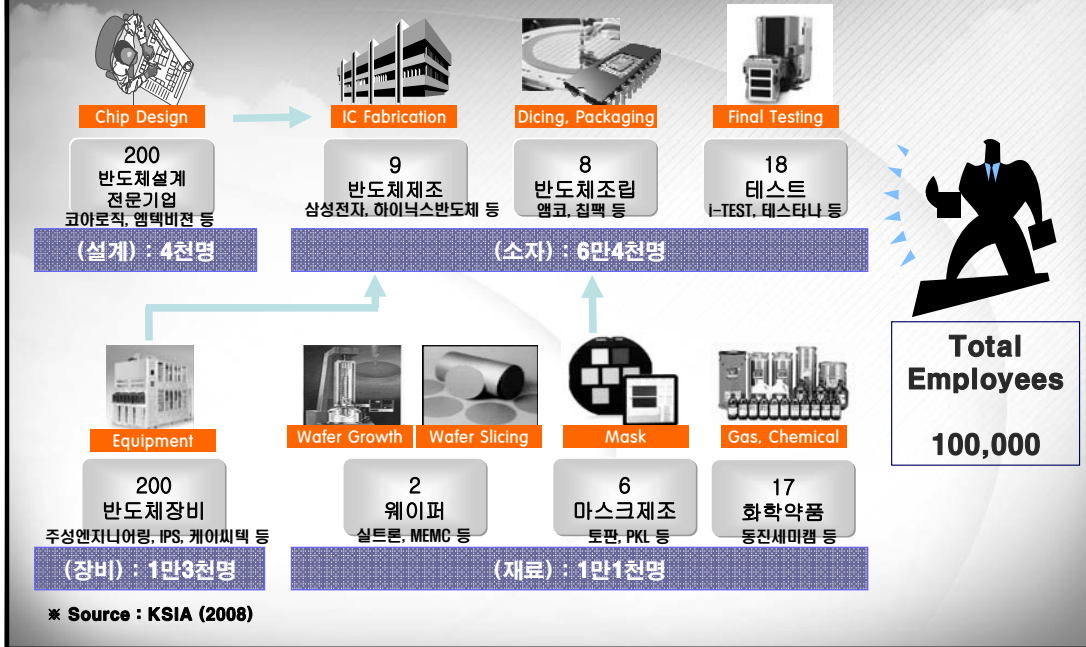 Chip Design
IC Fabrication
Dicing, Packaging
Final Testing
200
반도체설계
전문기업
코아로직, 엠텍비젼 등
9
반도체제조
삼성전자, 하이닉스반도체 등
8
반도체조립
앰코, 칩팩 등
18
테스트
i-TEST, 테스타나 등
(설계) : 4천명
(소자) : 6만4천명
Total
Employees
100,000
Equipment
Wafer Growth
Wafer Slicing
Mask
Gas, Chemical
200
반도체장비
주성엔지니어링, IPS, 케이씨텍 등
2
웨이퍼
실트론, MEMC 등
6
마스크제조
토판, PKL 등
17
화학약품
동진세미캠 등
(장비) : 1만3천명
(재료) : 1만1천명
※ Source : KSIA (2008)